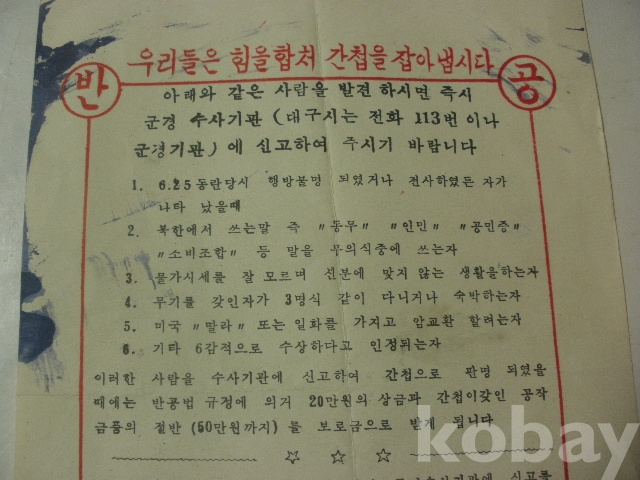 우리들은 힘을합처 간첩을잡아냅시다
반 공
아래와 같은 사람을 발견 하시면 즉시
군경 수사기관 (대구시는 전화 113번이나
군경기관) 에 신고하여 주시기 바랍니다
1. 6.25동란당시 행방불명 되였거나 전사하였든자가
나타 났을때
2. 북한에서 쓰는말 즉 "동무" "인민" "공민증"
"소비조합" 등 말을 무의식중에 쓰는자
3. 물가시세를 잘 모르며 신분에 맞지 않는 생활을하는자
4. 무기를 갖인자가 3명식 같이 다니거나 숙박하는자
5. 미국 "딸라" 또는 일화를 가지고 암교환 할려는자
6. 기타 6감적으로 수상하다고 인정되는자
이러한 사람을 수사기관에 신고하여 간첩으로 판명 되였을
때에는 반공법 규정에 의거 20만원의 상금과 간첩이갖인 공작
금품의 절반 (50만원까지) 를 보로금으로 받게 됩니다
kobay